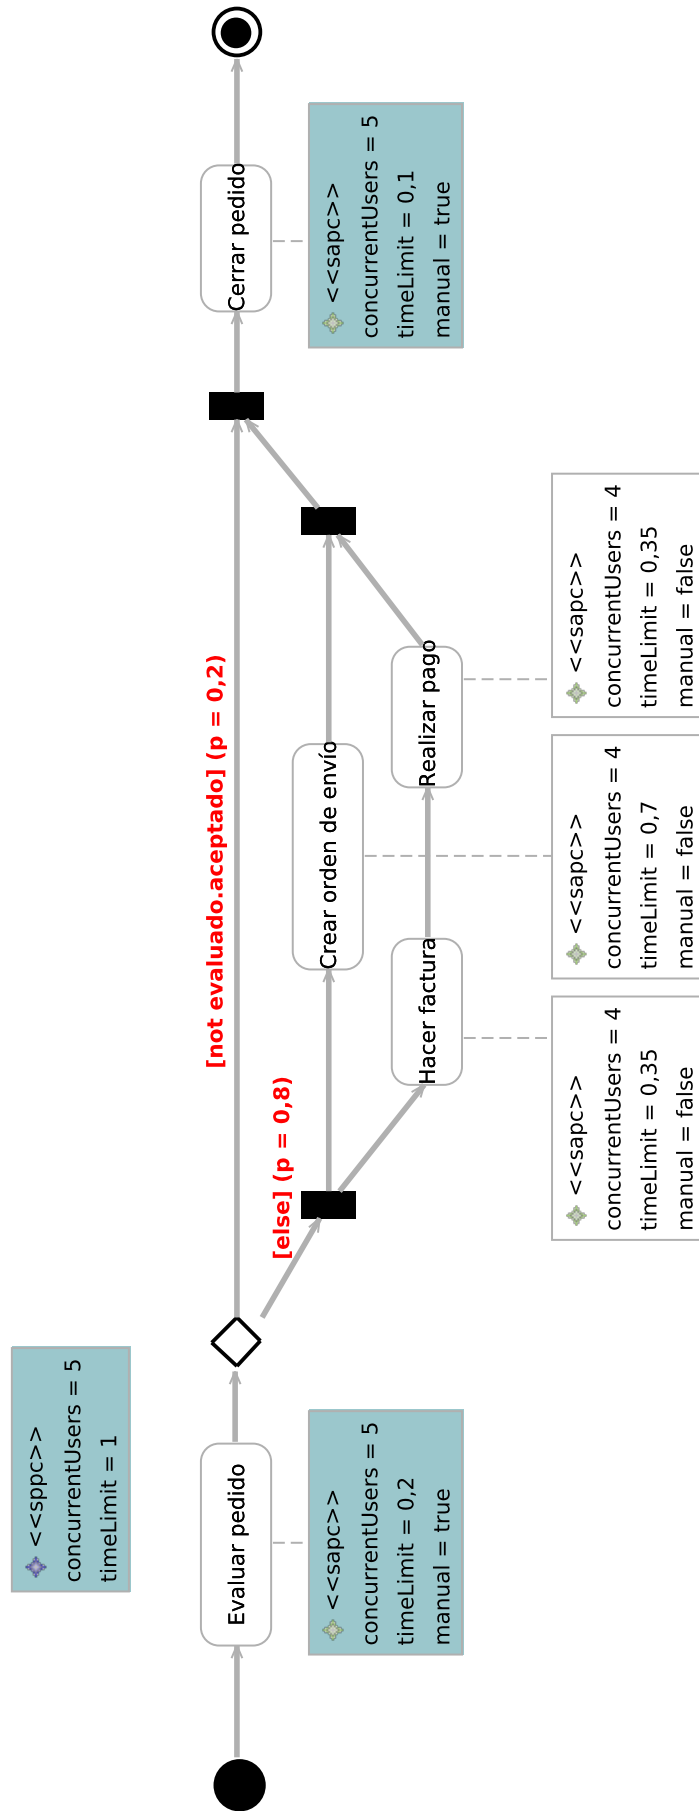 <<sppc>>
concurrentUsers = 5
timeLimit = 1
Evaluar pedido
<<sapc>>
concurrentUsers = 5
timeLimit = 0,2
manual = true
[not evaluado.aceptado] (p = 0,2)
[else] (p = 0,8)
Crear orden de envío
Hacer factura
Realizar pago
<<sapc>>
concurrentUsers = 4
timeLimit = 0,35
manual = false
<<sapc>>
concurrentUsers = 4
timeLimit = 0,7
manual = false
<<sapc>>
concurrentUsers = 4
timeLimit = 0,35
manual = false
Cerrar pedido
<<sapc>>
concurrentUsers = 5
timeLimit = 0,1
manual = true